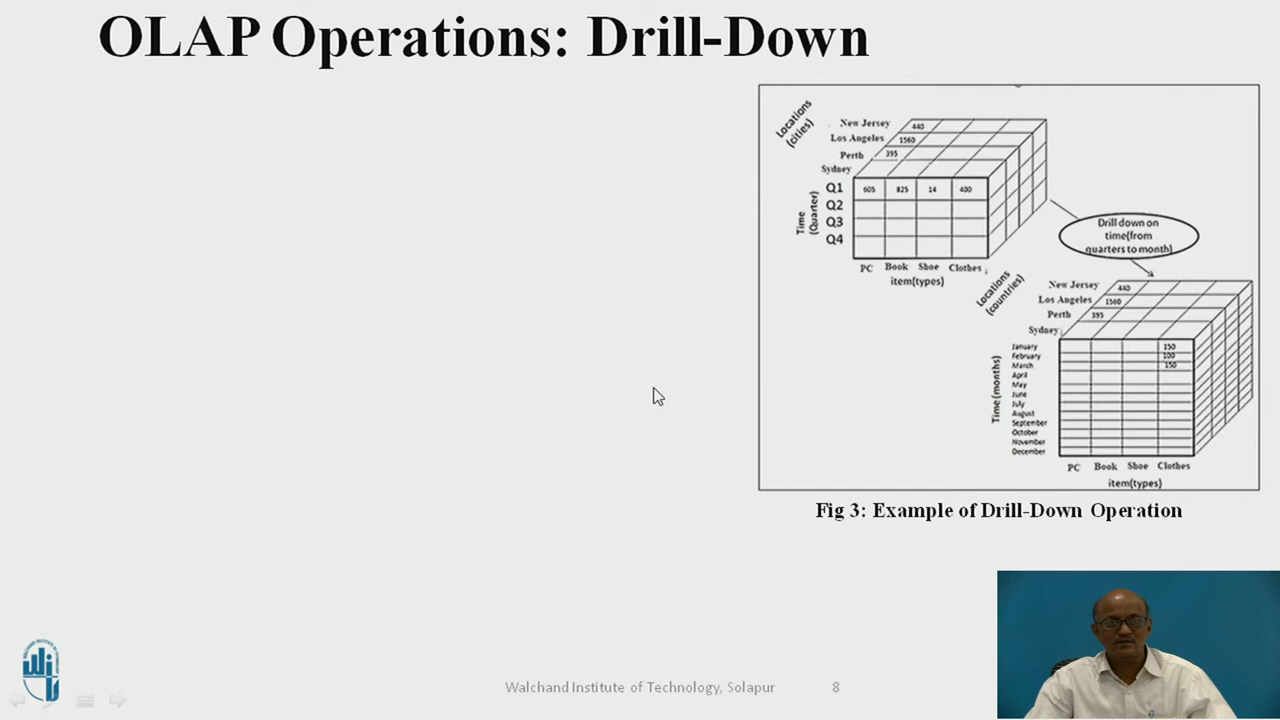 OLAP Operations: Drill-Down
Locations
(cities)
New Jersey 440
Los Angeles 1560
Perth 395
Sydney
Time
(Quarter)
Q1 605 825 14 400
Q2
Q3
Q4
PC Book Shoe Clothes
item(types)
Drill down on
time(from
quarters to month)
Locations
(countries)
New Jersey 440
Los Angeles 1560
Perth 395
Sydney
Time(months)
January 150
February 100
March 150
April
May
June
July
August
September
October
November
December
PC Book Shoe Clothes
item(types)
Fig 3: Example of Drill-Down Operation
Walchand Institute of Technology, Solapur 8